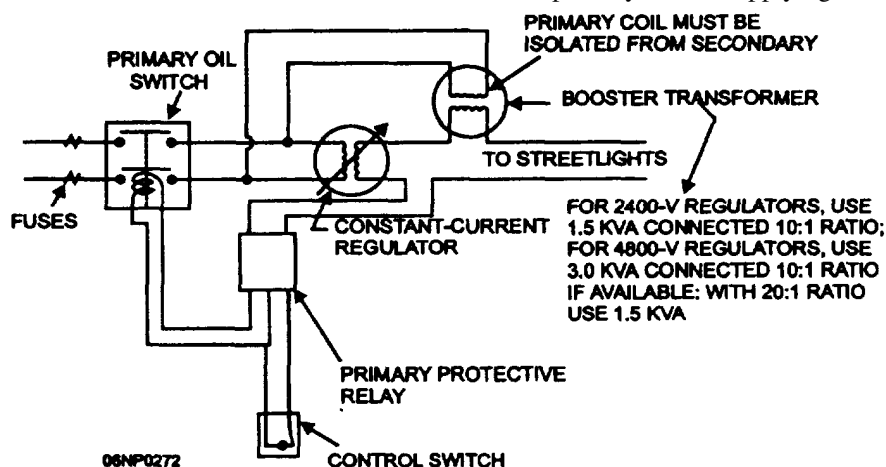 PRIMARY COIL MUST BE
ISOLATED FROM SECONDARY
PRIMARY OIL
SWITCH
BOOSTER TRANSFORMER
TO STREETLIGHTS
FUSES
CONSTANT-CURRENT
REGULATOR
FOR 2400-V REGULATORS, USE
1.5 KVA CONNECTED 10:1 RATIO;
FOR 4800-V REGULATORS, USE
3.0 KVA CONNECTED 10:1 RATIO
IF AVAILABLE: WITH 20:1 RATIO
USE 1.5 KVA
PRIMARY PROTECTIVE
RELAY
CONTROL SWITCH
06NP0272